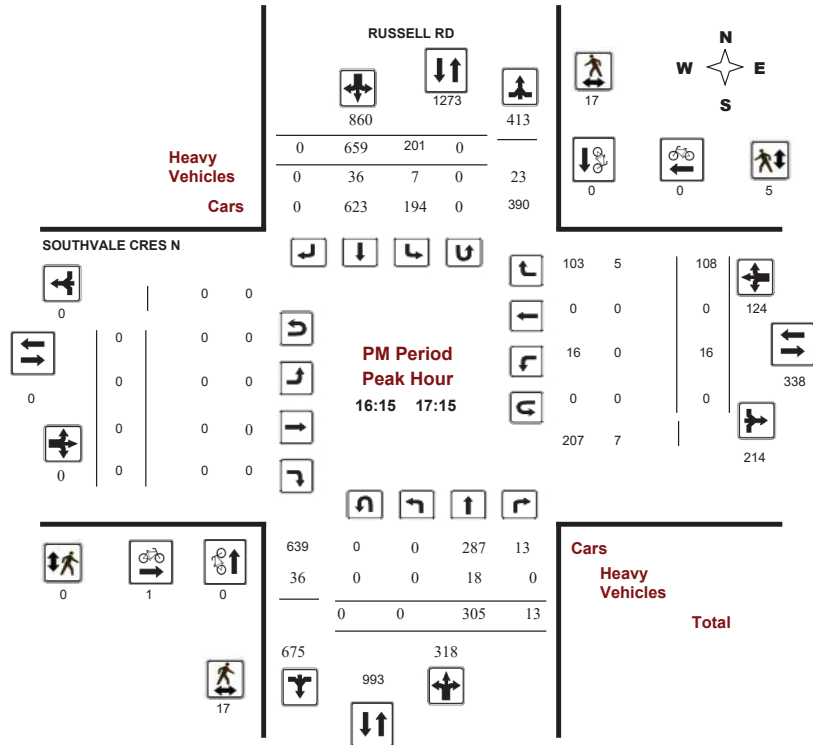 RUSSELL RD
N
W E
S
1273
17
860 413
0 659 201 0
Heavy
Vehicles
0 36 7 0 23
Cars
0 623 194 0 390
0 0 5
SOUTHVALE CRES N
103 5 108
0 0 0
0 0 0
124
0 0 0
16 0 16
PM Period
Peak Hour
16:15 17:15
0
338
0 0 0
0 0 0
0 0 0
207 7
214
0
0 0 0
639 0 0 287 13
Cars
36 0 0 18 0
Heavy
Vehicles
0 1 0
0 0 305 13
Total
675 318
993
17